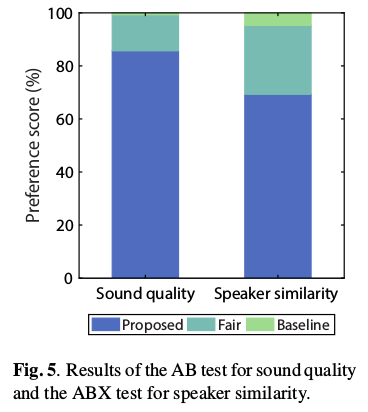 100
80
60
40
20
0
Preference score (%)
Sound quality Speaker similarity
Proposed Fair Baseline
Fig. 5. Results of the AB test for sound quality
and the ABX test for speaker similarity.